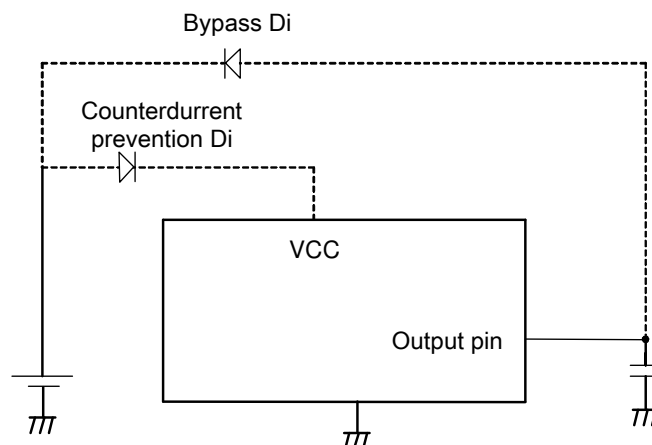 Bypass Di
Counterdurrent
prevention Di
VCC
Output pin